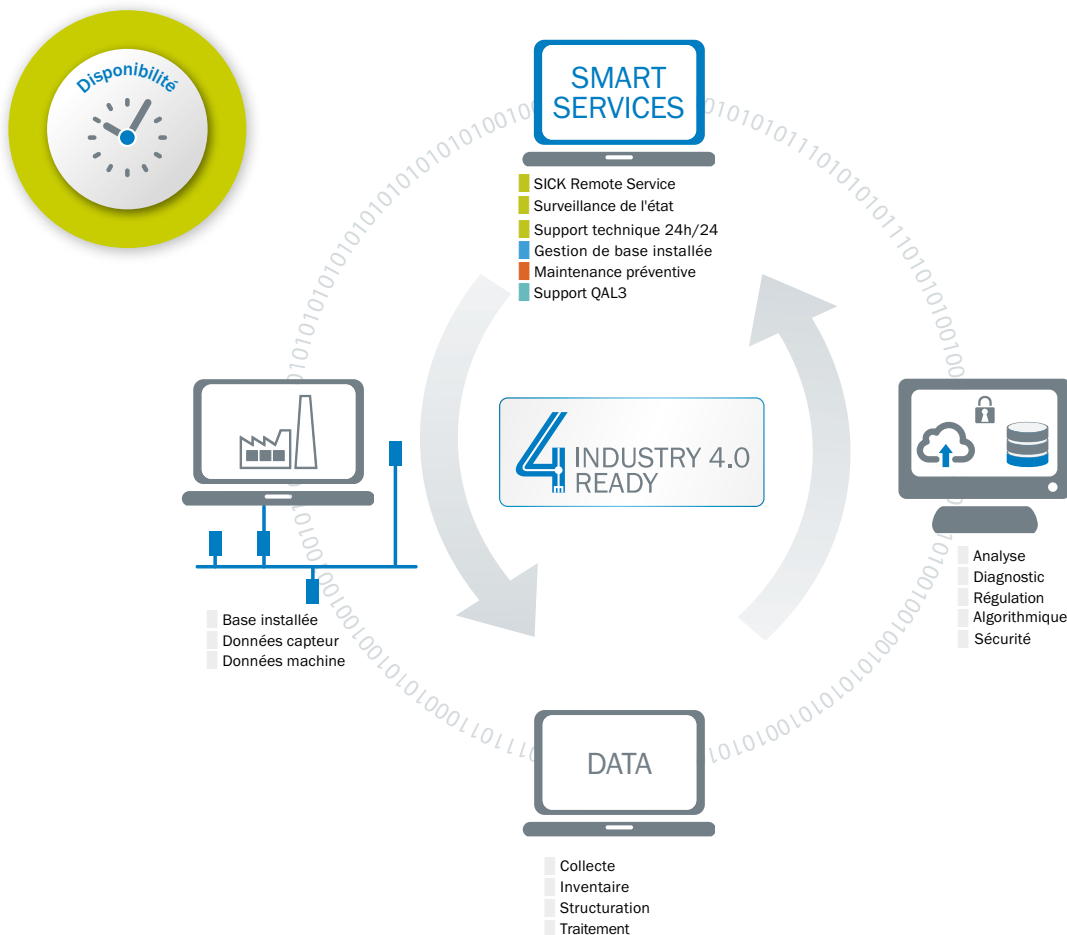 Disponibilité
SMART
SERVICES
SICK Remote Service
Surveillance de l'état
Support technique 24h/24
Gestion de base installée
Maintenance préventive
Support QAL3
4 INDUSTRY 4.0
READY
Base installée
Données capteur
Données machine
Analyse
Diagnostic
Régulation
Algorithmique
Sécurité
DATA
Collecte
Inventaire
Structuration
Traitement